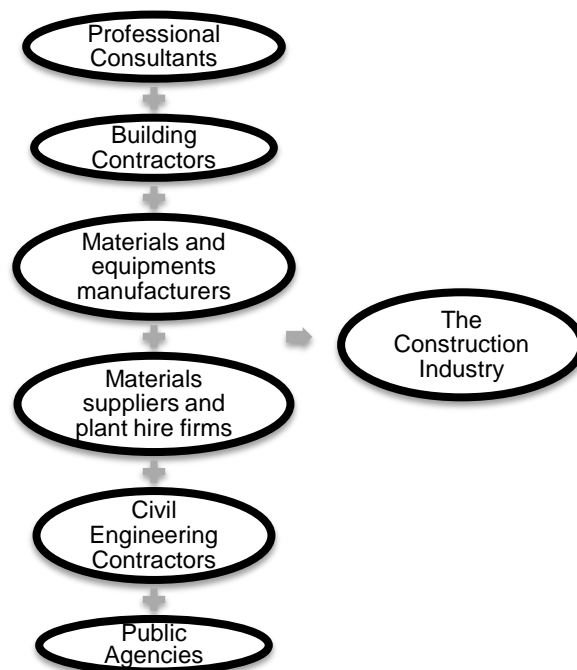 Professional
Consultants
Building
Contractors
Materials and
equipments
manufacturers
Materials
suppliers and
plant hire firms
Civil
Engineering
Contractors
Public
Agencies
The
Construction
Industry